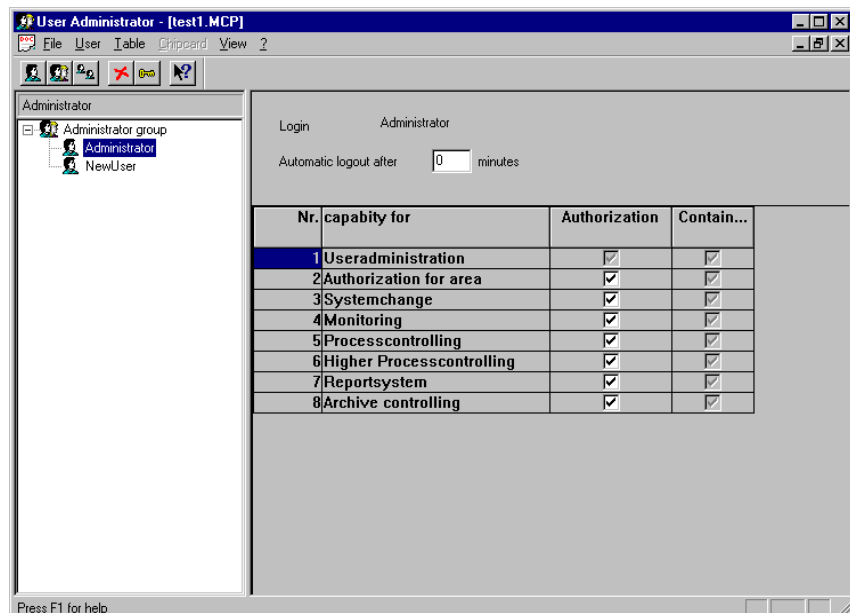 User Administrator - [test1.MCP]
File User Table Chipcard View ?
Administrator
Administrator group
Administrator
NewUser
Login Administrator
Automatic logout after 0 minutes
Nr. capabity for Authorization Contain...
1 Useradministration
2 Authorization for area
3 Systemchange
4 Monitoring
5 Processcontrolling
6 Higher Processcontrolling
7 Reportsystem
8 Archive controlling
Press F1 for help